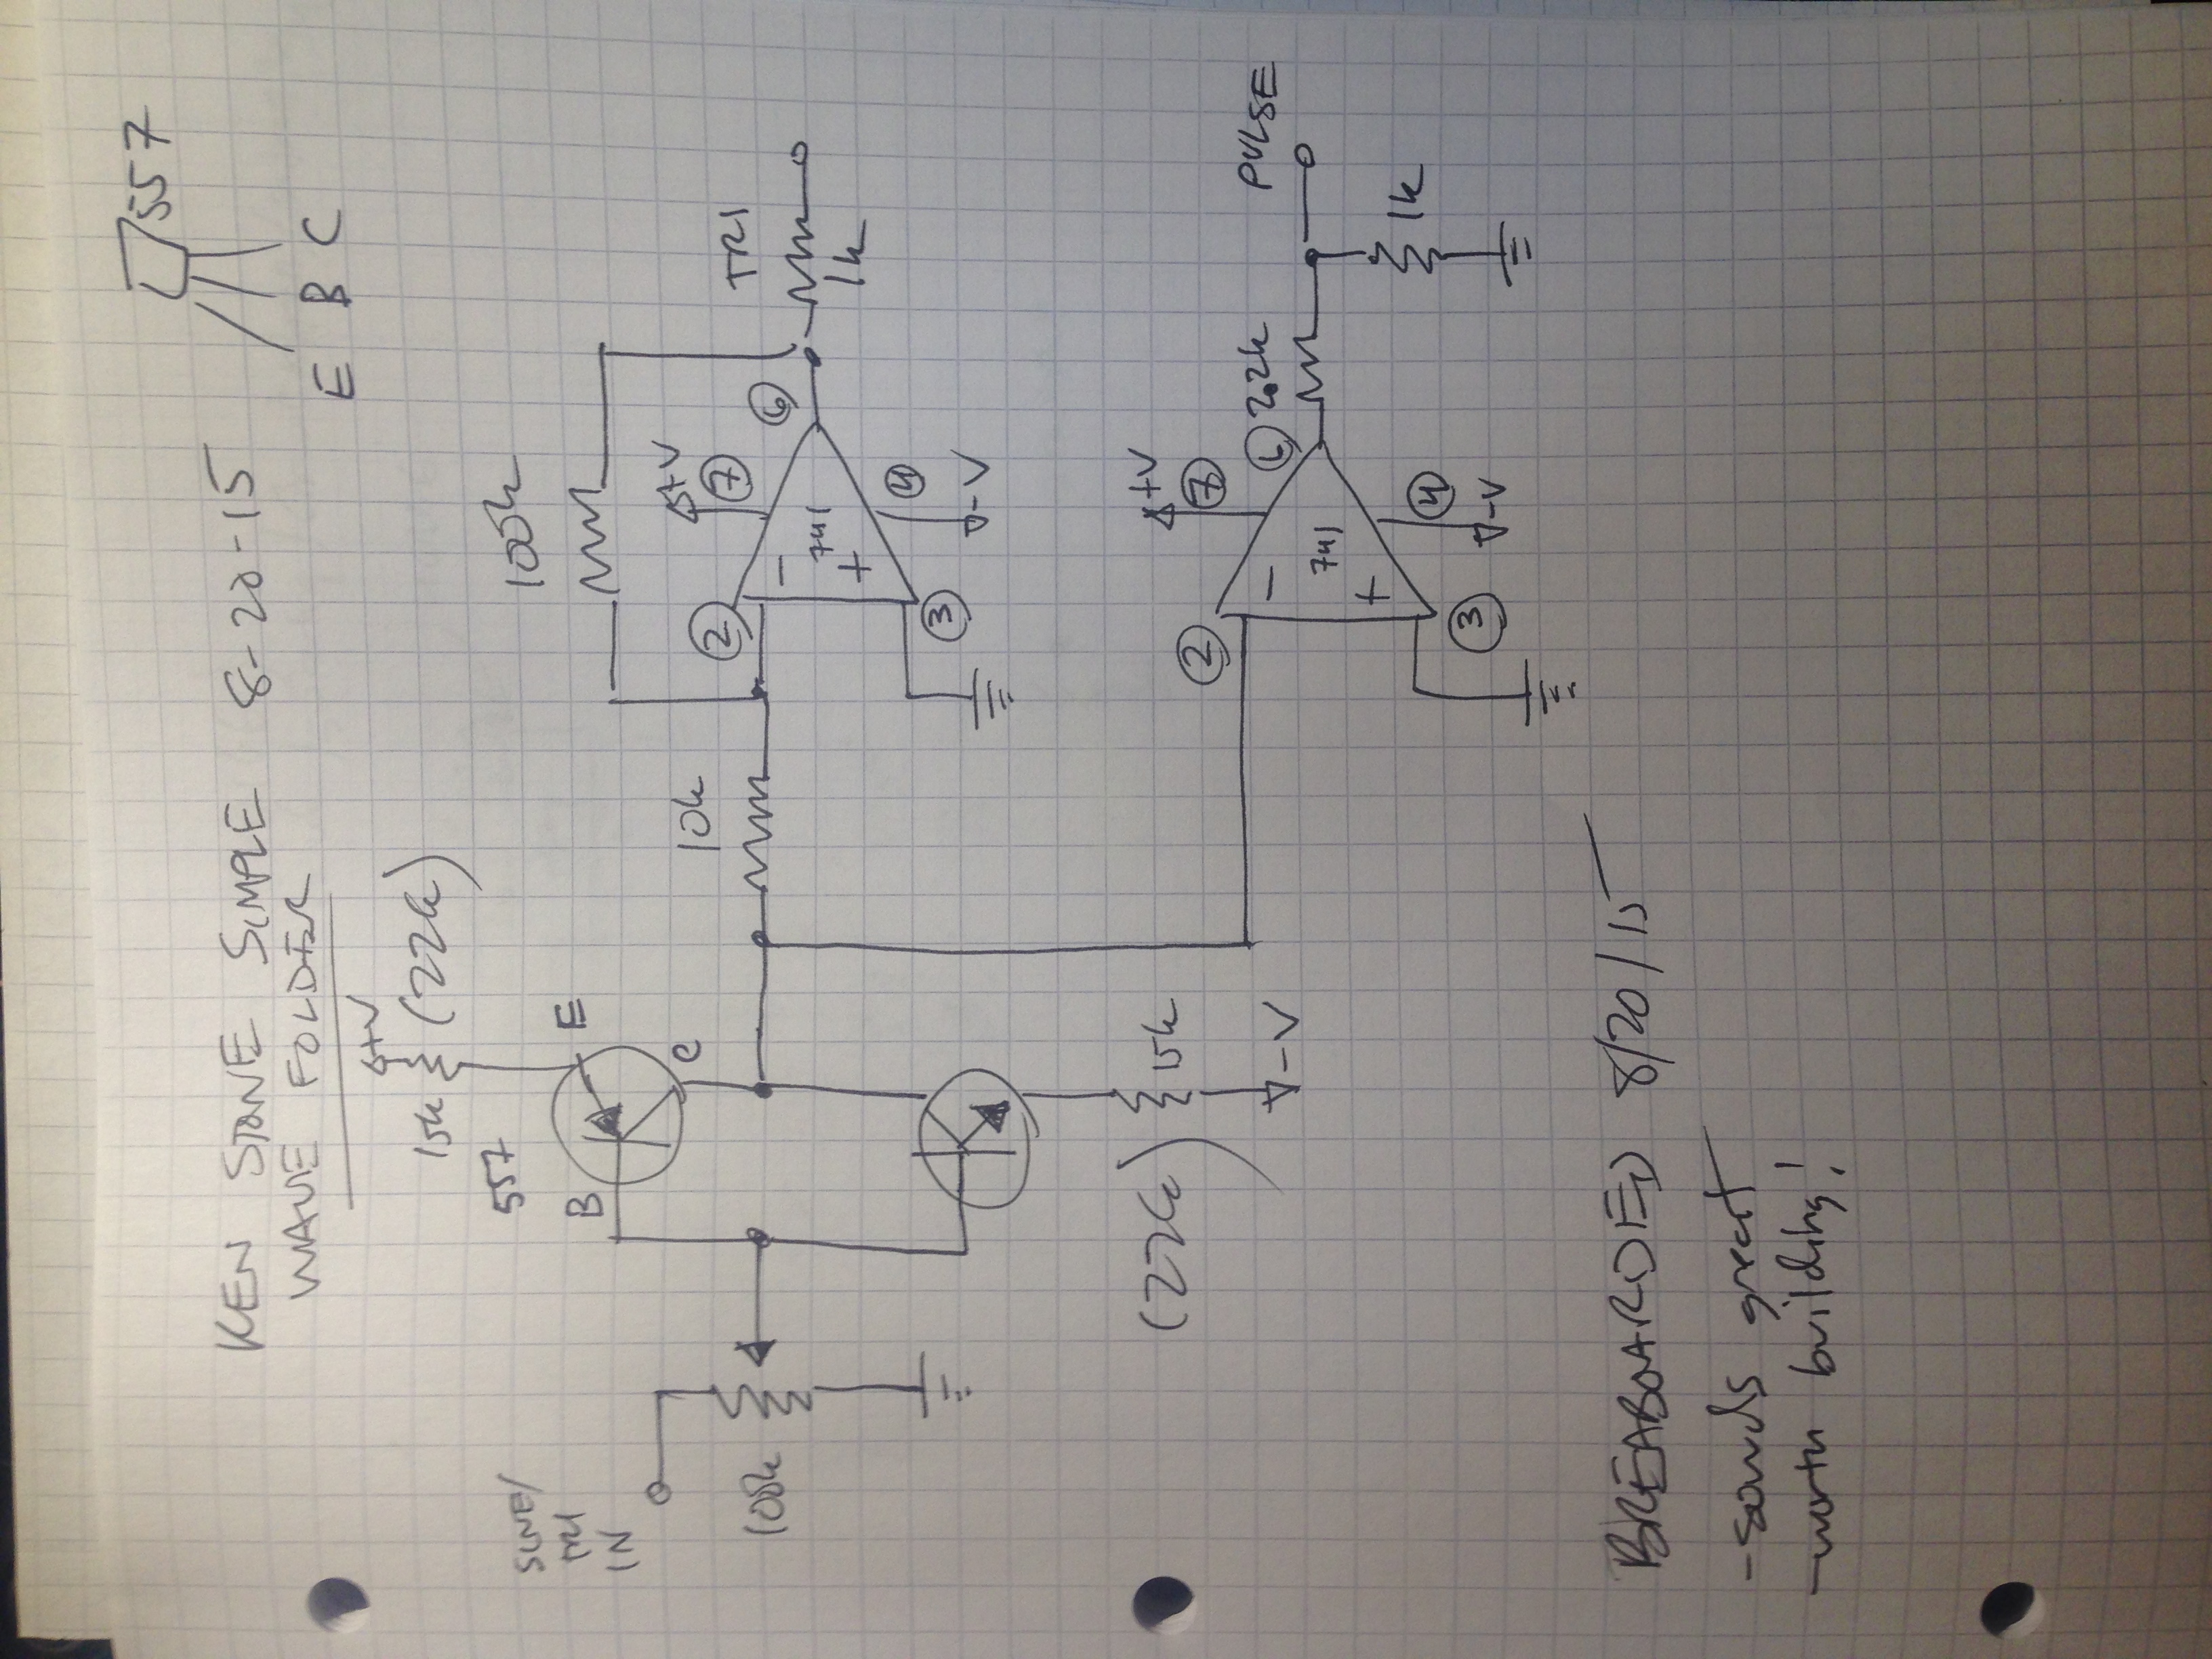 557
KEN STONE SIMPLE 8-20-15
WAVE FOLDER
E B C
+V
15k (22k)
557
SINE/
TRI
IN
B E
C
100k
100k
10k
2
+V
7
6
TRI
1k
-
741
+
3
4
-V
(22k) 15k
-V
2
+V
7
6 2.2k
PULSE
-
741
+
1k
3
4
-V
BREABOARDED 8/20/15
-sounds great
-worth building!